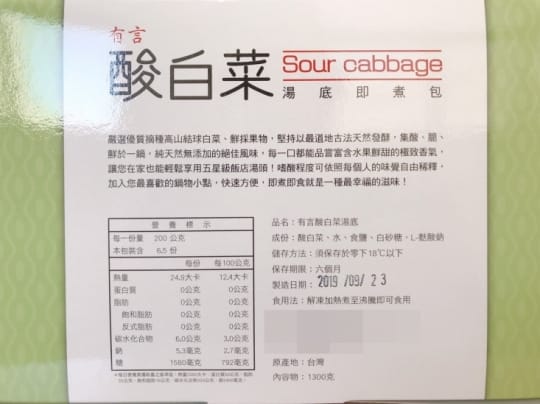 有言
酸白菜
Sour cabbage
湯底即煮包
嚴選優質摘種高山結球白菜、鮮採果物,堅持以最道地古法天然發酵,集酸、脆、
鮮於一鍋,純天然無添加的絕佳風味,每一口都能品嘗富含水果鮮甜的極致香氣,
讓您在家也能輕鬆享用五星級飯店湯頭!嗜酸程度可依照每個人的味覺自由稀釋,
加入您最喜歡的鍋物小點,快速方便,即煮即食就是一種最幸福的滋味!
營養標示
每一份量 200公克
本包裝含 6.5份
每份 每100公克
熱量 24.9大卡 12.4大卡
蛋白質 0公克 0公克
脂肪 0公克 0公克
飽和脂肪 0公克 0公克
反式脂肪 0公克 0公克
碳水化合物 6.0公克 3.0公克
鈉 5.3毫克 2.7毫克
糖 1580毫克 792毫克
品名:有言酸白菜湯底
成份:酸白菜、水、食鹽、白砂糖、L-麩酸鈉
儲存方法:須保存於零下18℃以下
保存期限:六個月
製造日期:2019/09/23
食用法:解凍加熱煮至沸騰即可食用
原產地:台灣
內容物:1300克